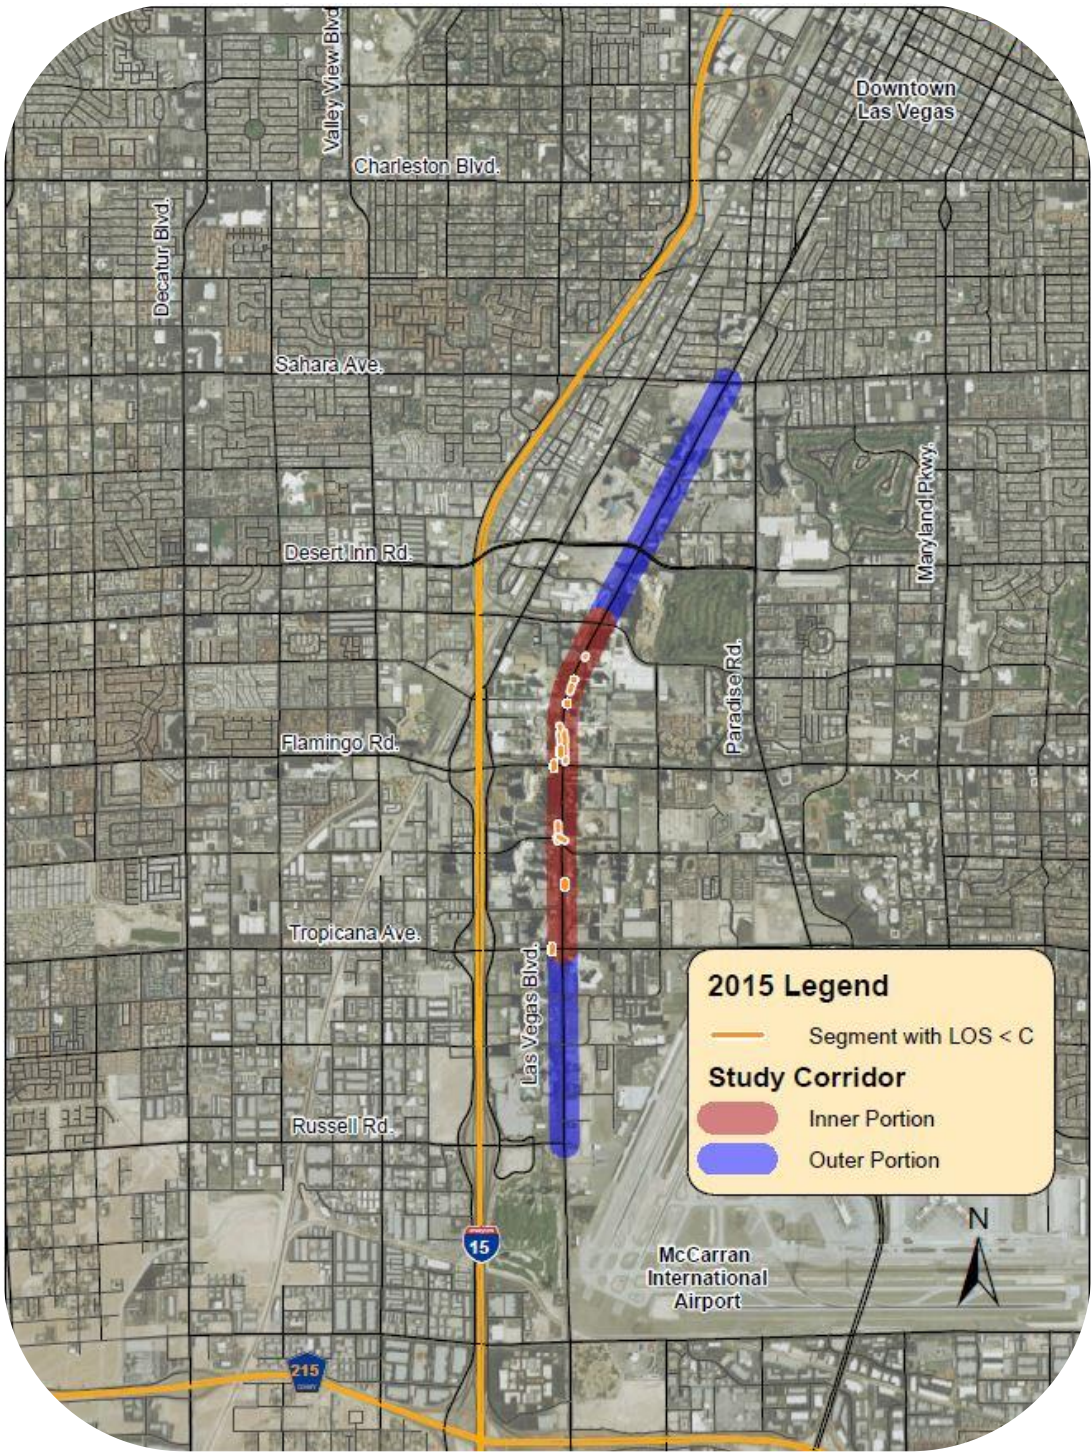 Valley View Blvd
Downtown
Las Vegas
Charleston Blvd.
Decatur Blvd.
Sahara Ave.
Maryland Pkwy.
Desert Inn Rd.
Paradise Rd.
Flamingo Rd.
Tropicana Ave.
Las Vegas Blvd.
2015 Legend
Segment with LOS < C
Study Corridor
Inner Portion
Outer Portion
Russell Rd.
N
15
McCarran
International
Airport
215